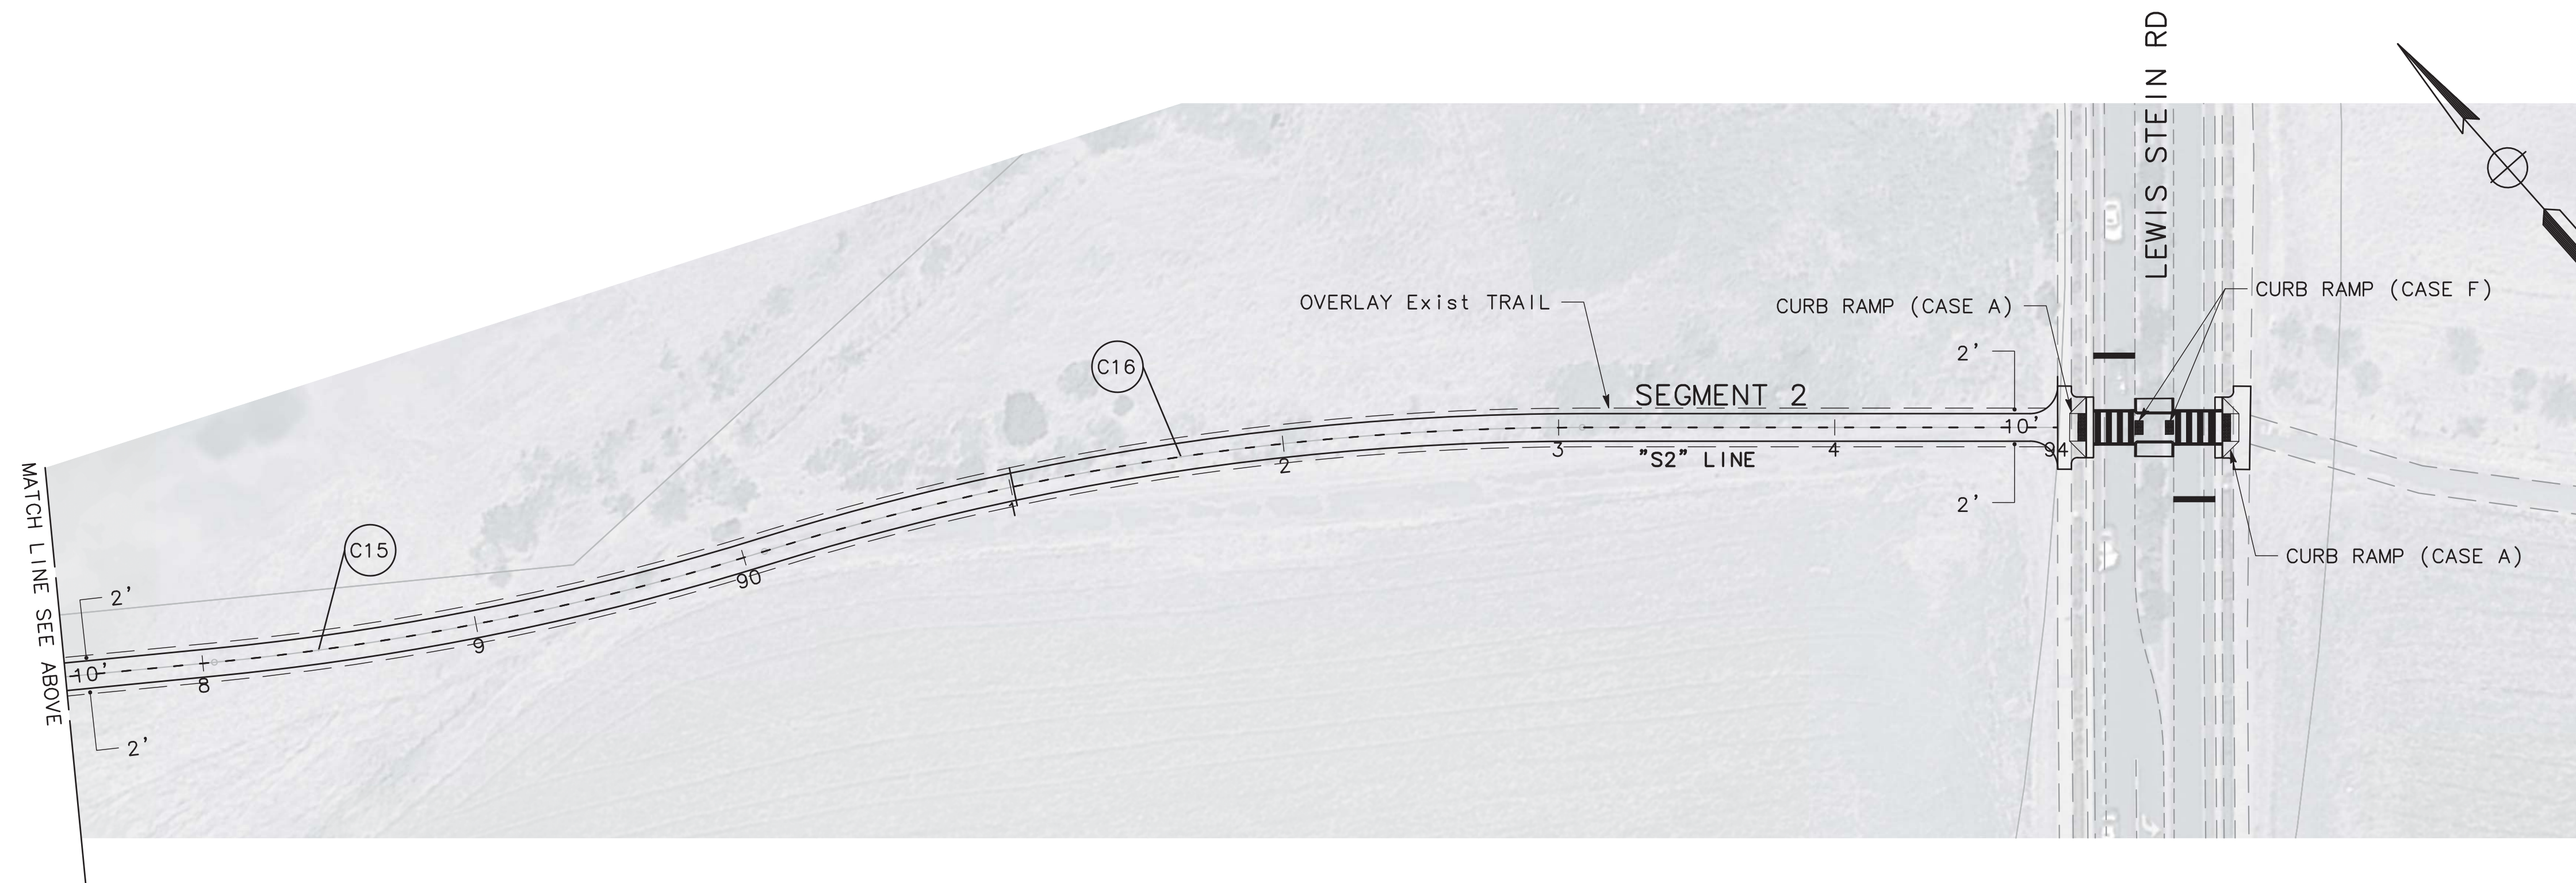 LEWIS STEIN RD
CURB RAMP (CASE F)
OVERLAY Exist TRAIL
CURB RAMP (CASE A)
2'
C16
SEGMENT 2
10'
2
3
"S2" LINE
4
94
2'
1
C15
CURB RAMP (CASE A)
90
9
MATCH LINE SEE ABOVE
2'
10'
8
2'